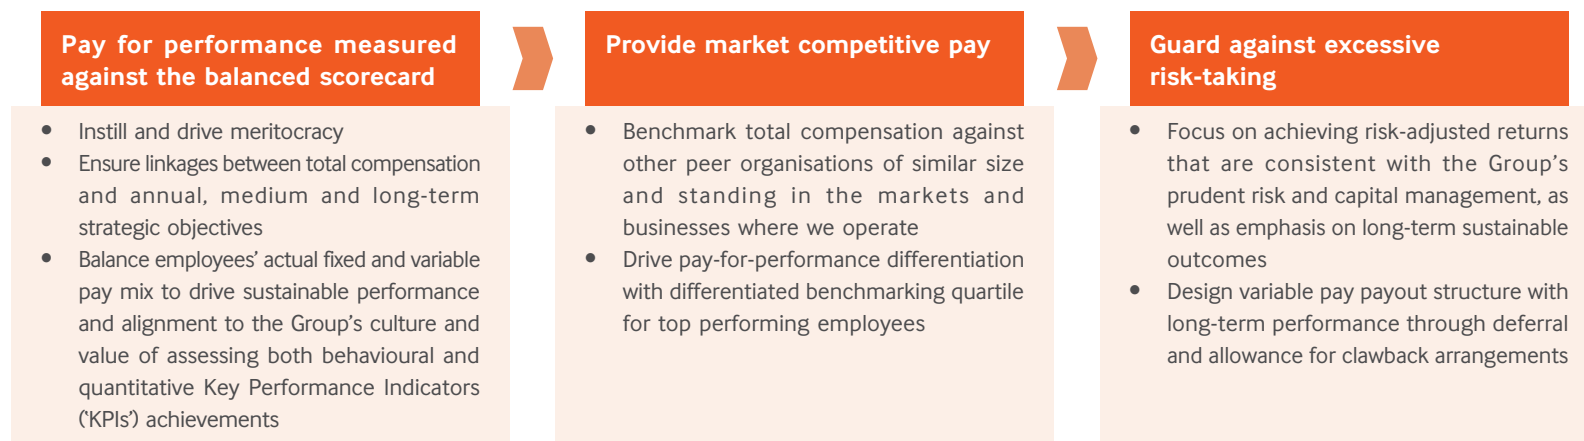 Pay for performance measured
against the balanced scorecard
• Instill and drive meritocracy
• Ensure linkages between total compensation
and annual, medium and long-term
strategic objectives
• Balance employees’ actual fixed and variable
pay mix to drive sustainable performance
and alignment to the Group’s culture and
value of assessing both behavioural and
quantitative Key Performance Indicators
(‘KPIs’) achievements
Provide market competitive pay
• Benchmark total compensation against
other peer organisations of similar size
and standing in the markets and
businesses where we operate
• Drive pay-for-performance differentiation
with differentiated benchmarking quartile
for top performing employees
Guard against excessive
risk-taking
• Focus on achieving risk-adjusted returns
that are consistent with the Group’s
prudent risk and capital management, as
well as emphasis on long-term sustainable
outcomes
• Design variable pay payout structure with
long-term performance through deferral
and allowance for clawback arrangements